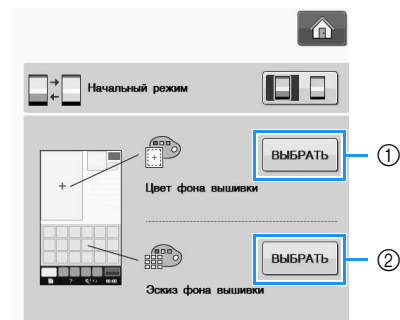 Начальный режим
ВЫБРАТЬ
①
Цвет фона вышивки
ВЫБРАТЬ
②
Эскиз фона вышивки